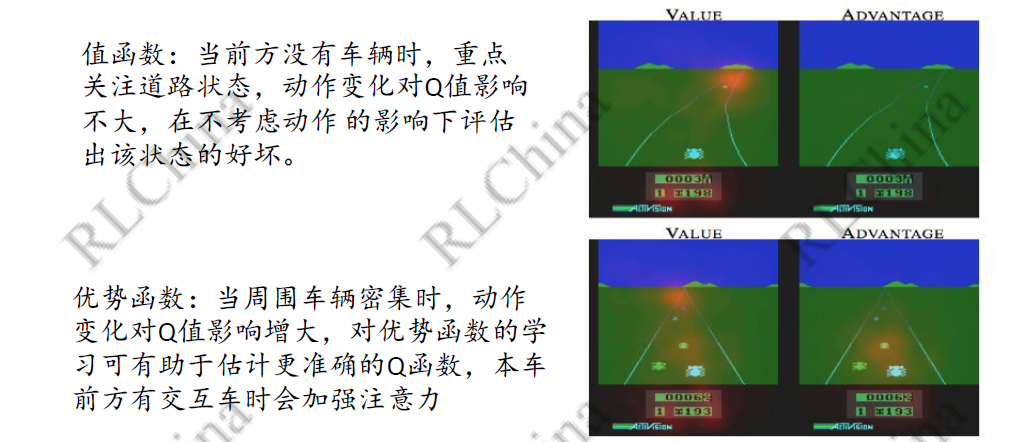 值函数：当前方没有车辆时，重点
关注道路状态，动作变化对Q值影响
不大，在不考虑动作 的影响下评估
出该状态的好坏。
VALUE
ADVANTAGE
1
198
ACTIVISION
1
198
ACTIVISION
优势函数：当周围车辆密集时，动作
变化对Q值影响增大，对优势函数的学
习可有助于估计更准确的Q函数，本车
前方有交互车时会加强注意力
VALUE
ADVANTAGE
1
193
ACTIVISION
1
193
ACTIVISION
RLChina
RLChina
RLChina